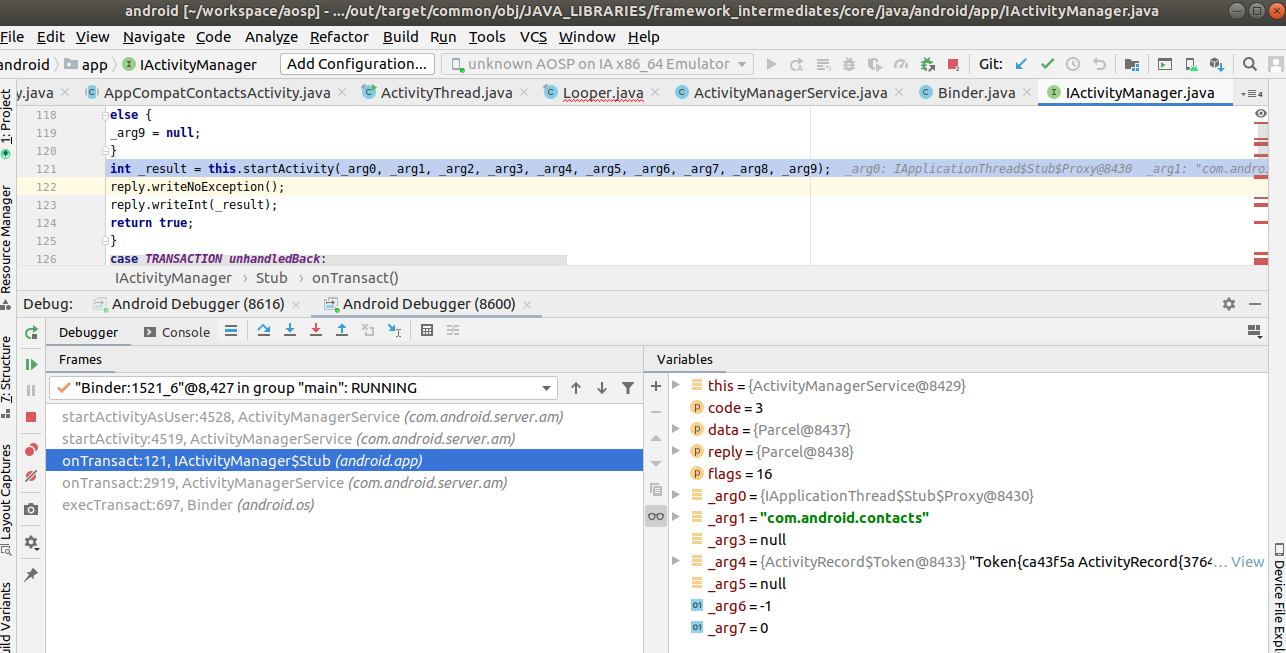 android [~/workspace/aosp] - .../out/target/common/obj/JAVA_LIBRARIES/framework_intermediates/core/java/android/app/IActivityManager.java
File Edit View Navigate Code Analyze Refactor Build Run Tools VCS Window Help
android app IActivityManager Add Configuration... unknown AOSP on IA x86_64 Emulator Git:
y.java AppCompatContactsActivity.java ActivityThread.java Looper.java ActivityManagerService.java Binder.java IActivityManager.java 4
1: Project
Resource Manager
7: Structure
Layout Captures
ild Variants
118 else {
119 _arg9 = null;
120 }
121 int _result = this.startActivity(_arg0, _arg1, _arg2, _arg3, _arg4, _arg5, _arg6, _arg7, _arg8, _arg9); _arg0: IApplicationThread$Stub$Proxy@8430 _arg1: "com.androi
122 reply.writeNoException();
123 reply.writeInt(_result);
124 return true;
125 }
126 case TRANSACTION_unhandledBack:
IActivityManager › Stub › onTransact()
Debug: Android Debugger (8616) Android Debugger (8600)
Debugger Console
Frames
"Binder:1521_6"@8,427 in group "main": RUNNING
startActivityAsUser:4528, ActivityManagerService (com.android.server.am)
startActivity:4519, ActivityManagerService (com.android.server.am)
onTransact:121, IActivityManager$Stub (android.app)
onTransact:2919, ActivityManagerService (com.android.server.am)
execTransact:697, Binder (android.os)
Variables
this = {ActivityManagerService@8429}
code = 3
data = {Parcel@8437}
reply = {Parcel@8438}
flags = 16
_arg0 = {IApplicationThread$Stub$Proxy@8430}
_arg1 = "com.android.contacts"
_arg3 = null
_arg4 = {ActivityRecord$Token@8433} "Token{ca43f5a ActivityRecord{3764... View
_arg5 = null
_arg6 = -1
_arg7 = 0
Device File Explo